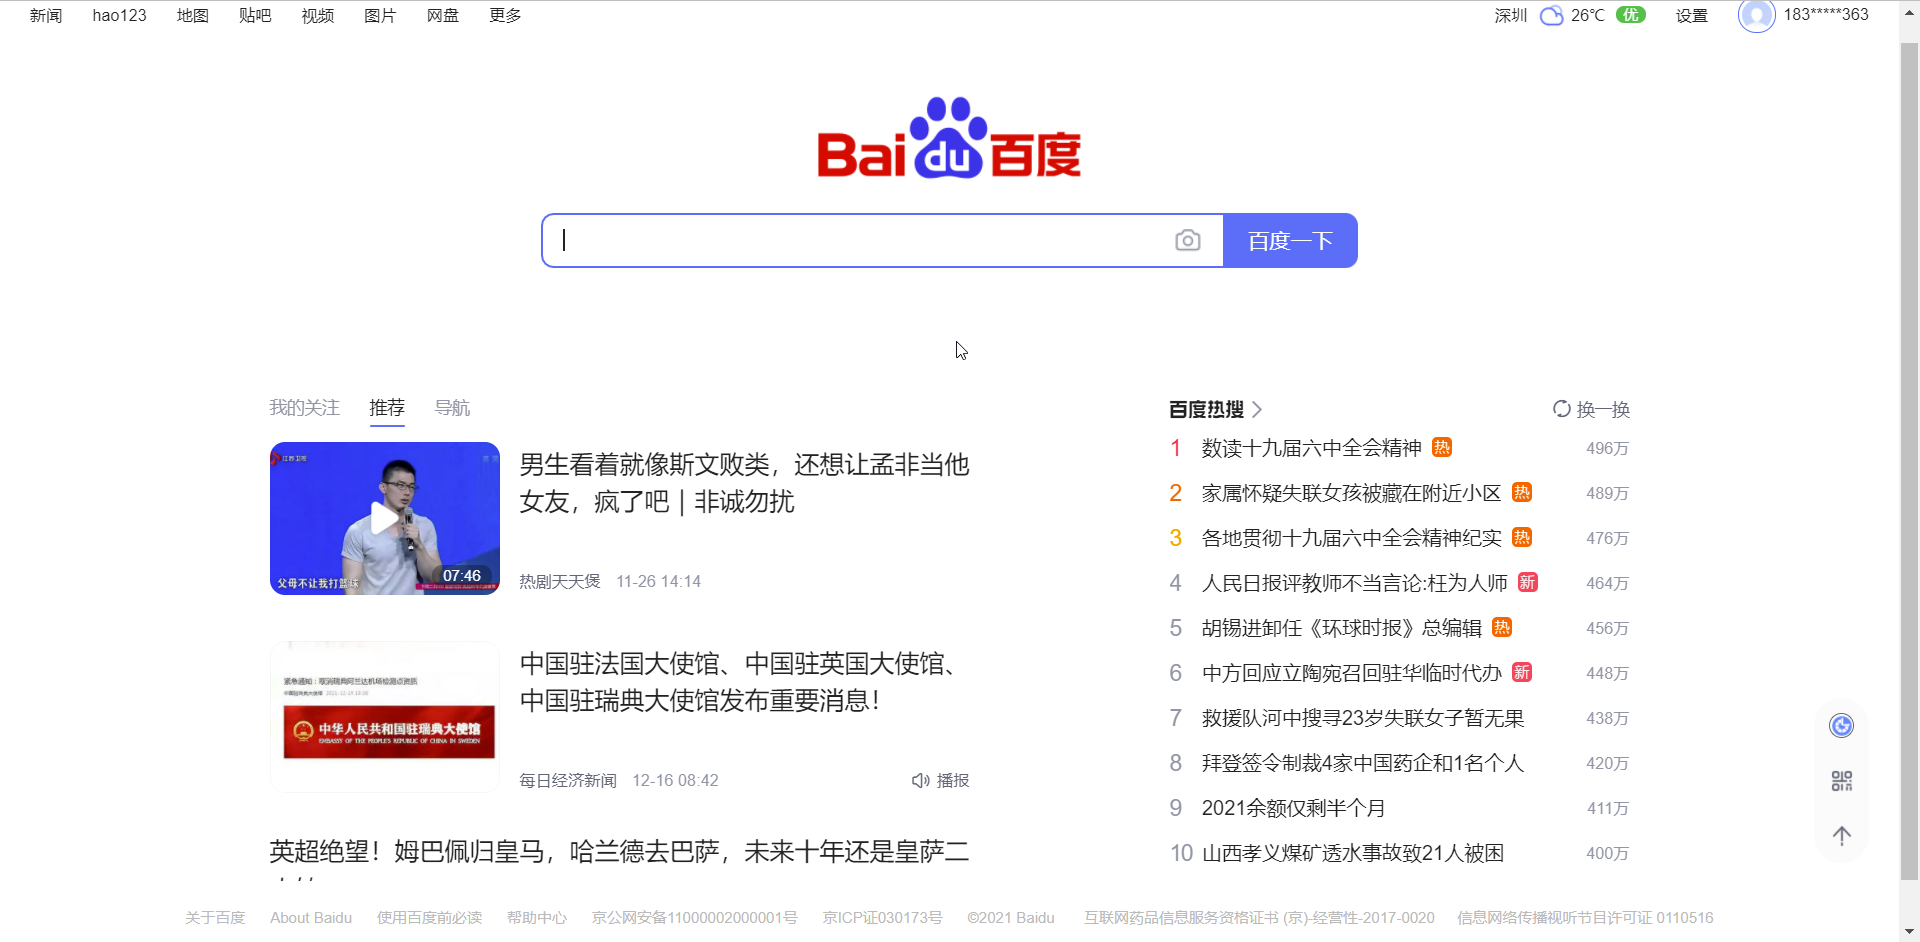 新闻 hao123 地图 贴吧 视频 图片 网盘 更多
深圳 26℃ 优 设置 183*****363
Bai du 百度
百度一下
我的关注 推荐 导航
江苏卫视
父母不让我打篮球
07:46
男生看着就像斯文败类，还想让孟非当他
女友，疯了吧｜非诚勿扰
热剧天天煲 11-26 14:14
紧急通知：取消瑞典阿兰达机场检测点资质
中华人民共和国驻瑞典大使馆
EMBASSY OF THE PEOPLE'S REPUBLIC OF CHINA IN SWEDEN
中国驻法国大使馆、中国驻英国大使馆、
中国驻瑞典大使馆发布重要消息！
每日经济新闻 12-16 08:42 播报
英超绝望！姆巴佩归皇马，哈兰德去巴萨，未来十年还是皇萨二
百度热搜 换一换
1 数读十九届六中全会精神 热 496万
2 家属怀疑失联女孩被藏在附近小区 热 489万
3 各地贯彻十九届六中全会精神纪实 热 476万
4 人民日报评教师不当言论:枉为人师 新 464万
5 胡锡进卸任《环球时报》总编辑 热 456万
6 中方回应立陶宛召回驻华临时代办 新 448万
7 救援队河中搜寻23岁失联女子暂无果 438万
8 拜登签令制裁4家中国药企和1名个人 420万
9 2021余额仅剩半个月 411万
10 山西孝义煤矿透水事故致21人被困 400万
关于百度 About Baidu 使用百度前必读 帮助中心 京公网安备11000002000001号 京ICP证030173号 ©2021 Baidu 互联网药品信息服务资格证书 (京)-经营性-2017-0020 信息网络传播视听节目许可证 0110516